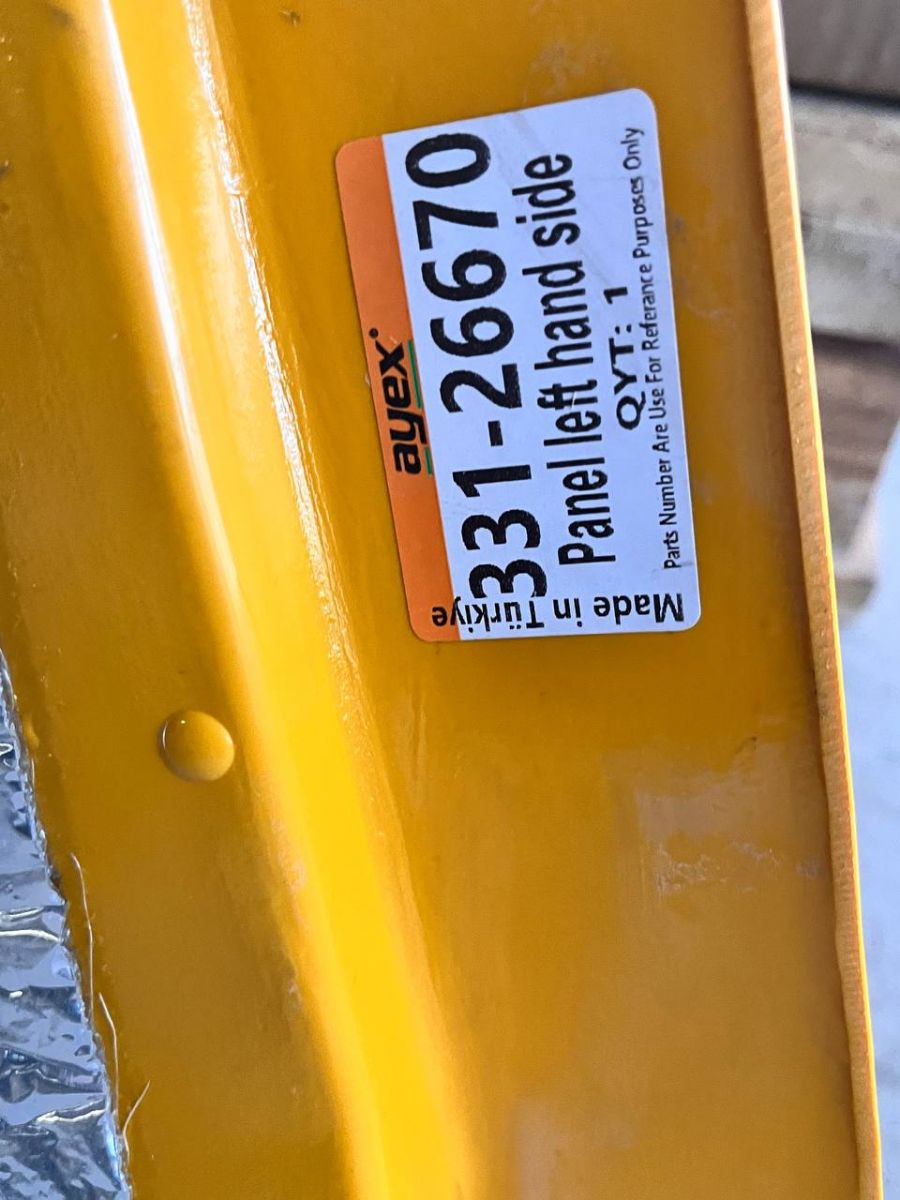 ayex
331-26670
Panel left hand side
QYT: 1
Parts Number Are Use For Referance Purposes Only
Made in Türkiye